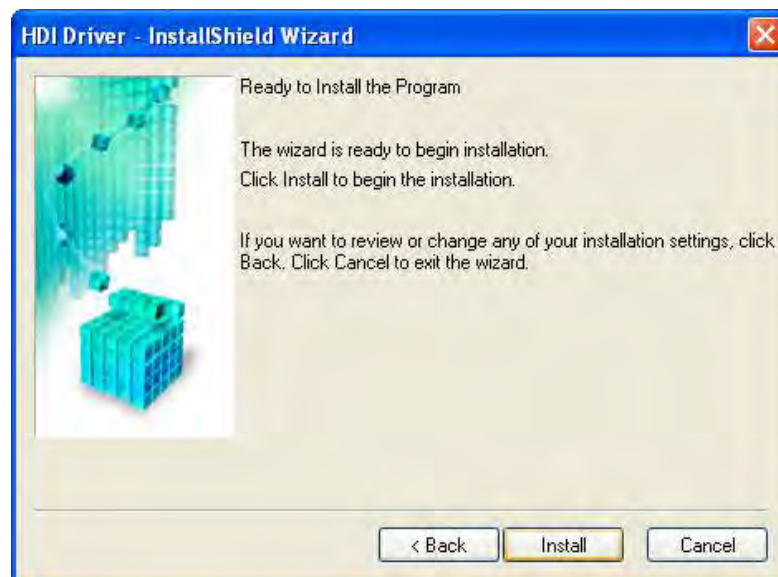 HDI Driver - InstallShield Wizard
Ready to Install the Program
The wizard is ready to begin installation.
Click Install to begin the installation.
If you want to review or change any of your installation settings, click
Back. Click Cancel to exit the wizard.
< Back
Install
Cancel